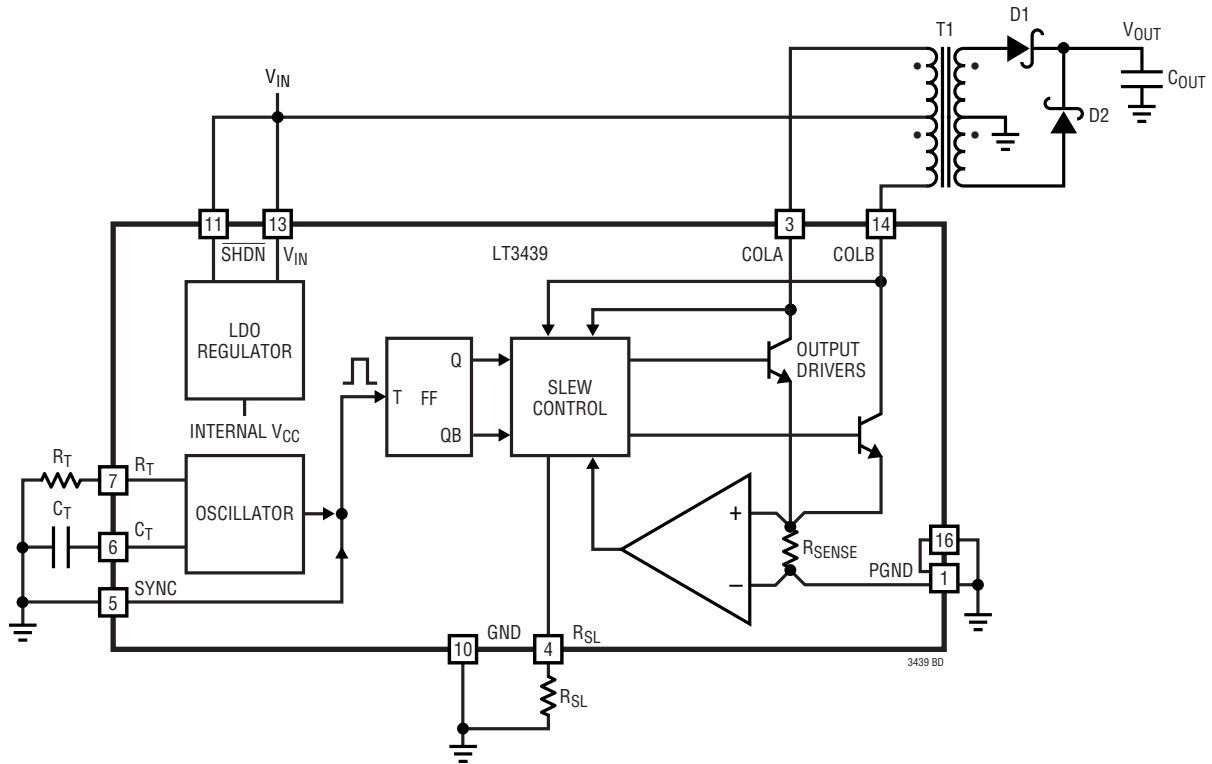 T1
D1
VOUT
COUT
D2
VIN
11
13
3
14
SHDN
VIN
LT3439
COLA
COLB
LDO
REGULATOR
INTERNAL VCC
T
FF
Q
QB
SLEW
CONTROL
OUTPUT
DRIVERS
RT
7
RT
OSCILLATOR
CT
6
CT
5
SYNC
+
−
RSENSE
PGND
16
1
10
GND
4
RSL
RSL
3439 BD